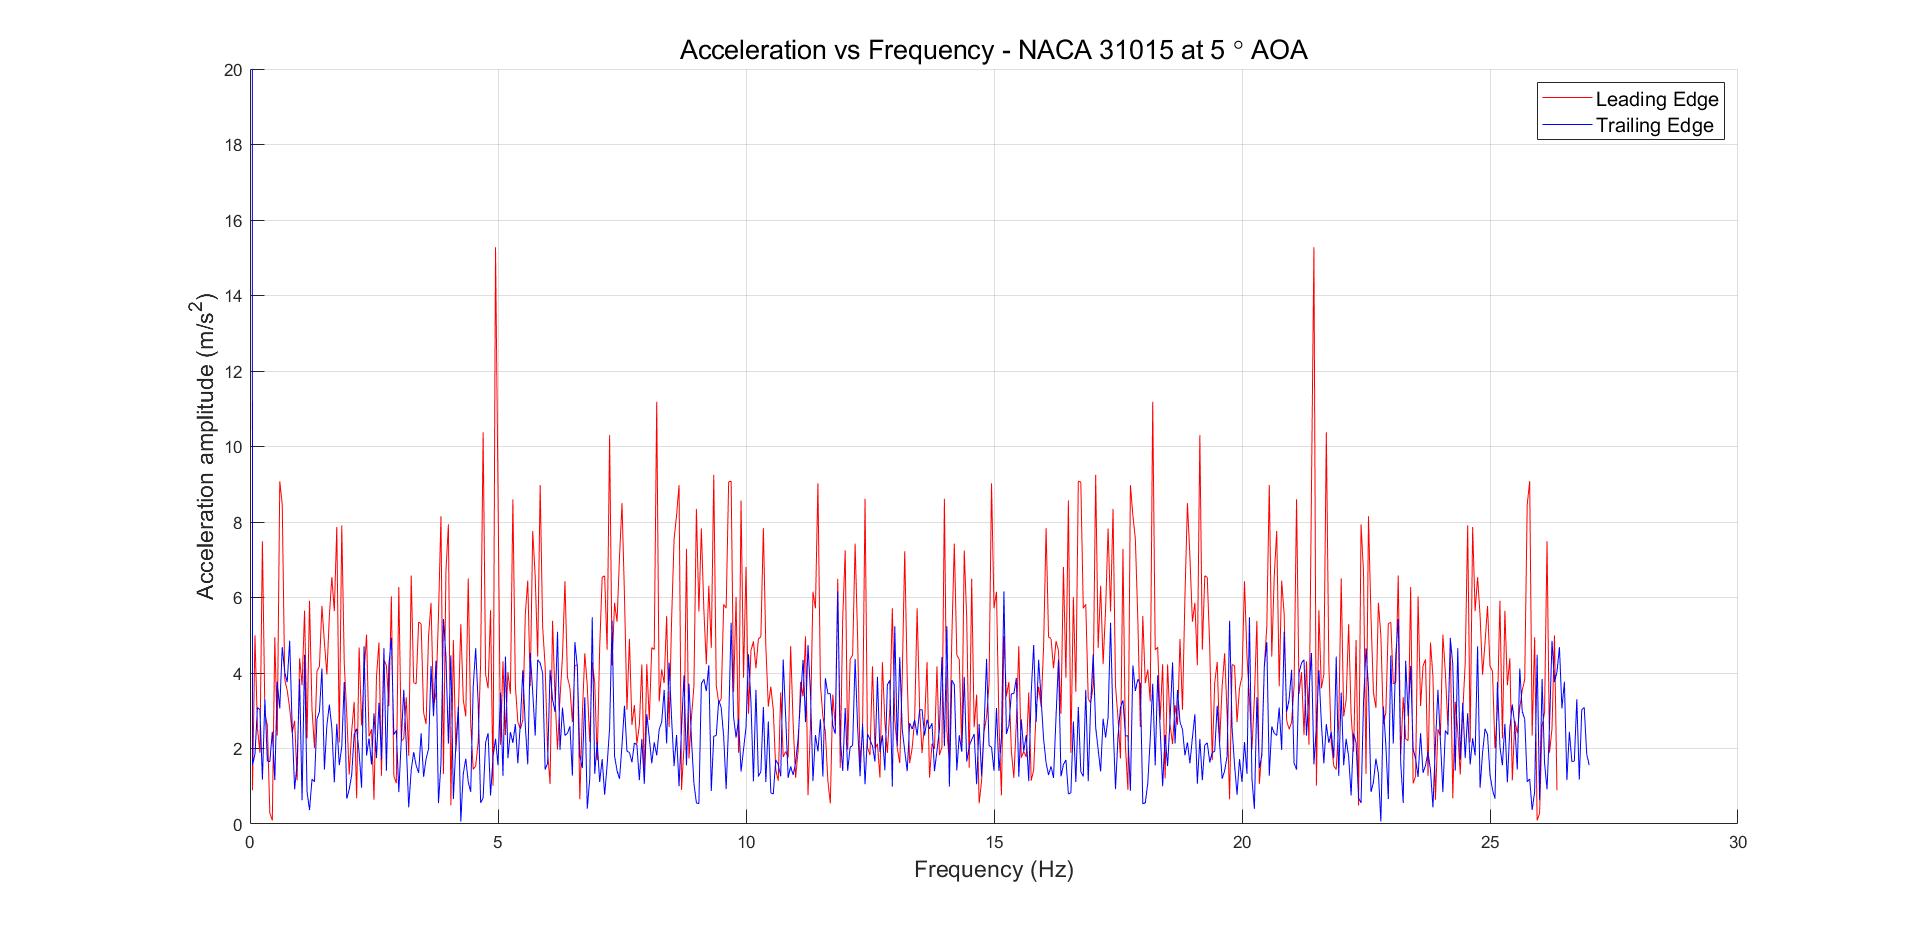 Acceleration vs Frequency - NACA 31015 at 5 ° AOA
20
18
16
14
12
10
8
6
4
2
0
Acceleration amplitude (m/s²)
Leading Edge
Trailing Edge
0 5 10 15 20 25 30
Frequency (Hz)